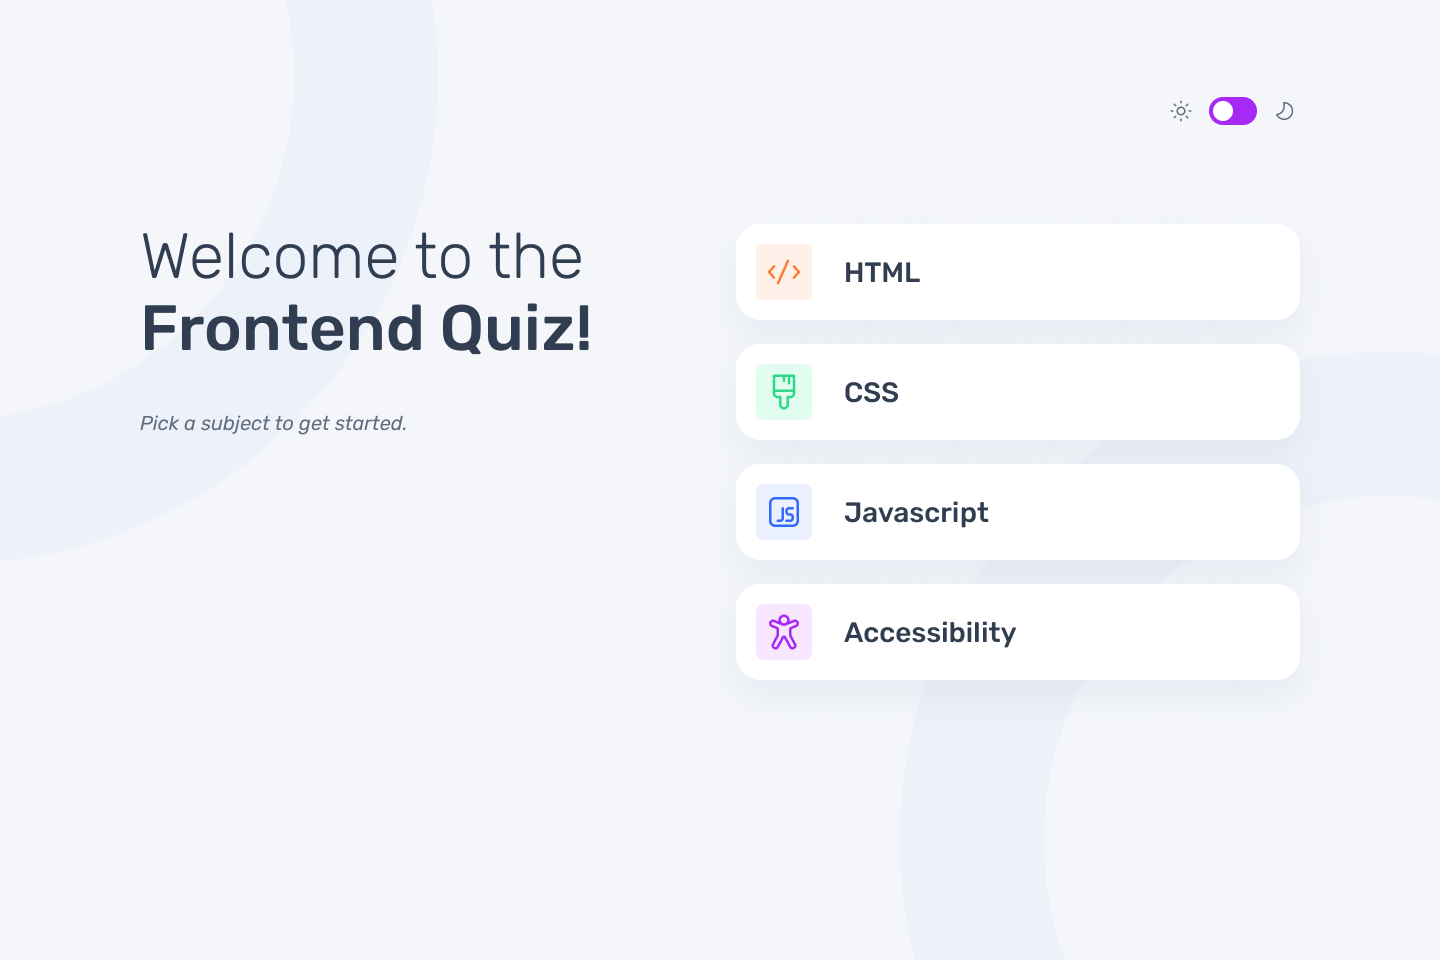 Welcome to the
Frontend Quiz!
Pick a subject to get started.
HTML
CSS
JS
Javascript
Accessibility